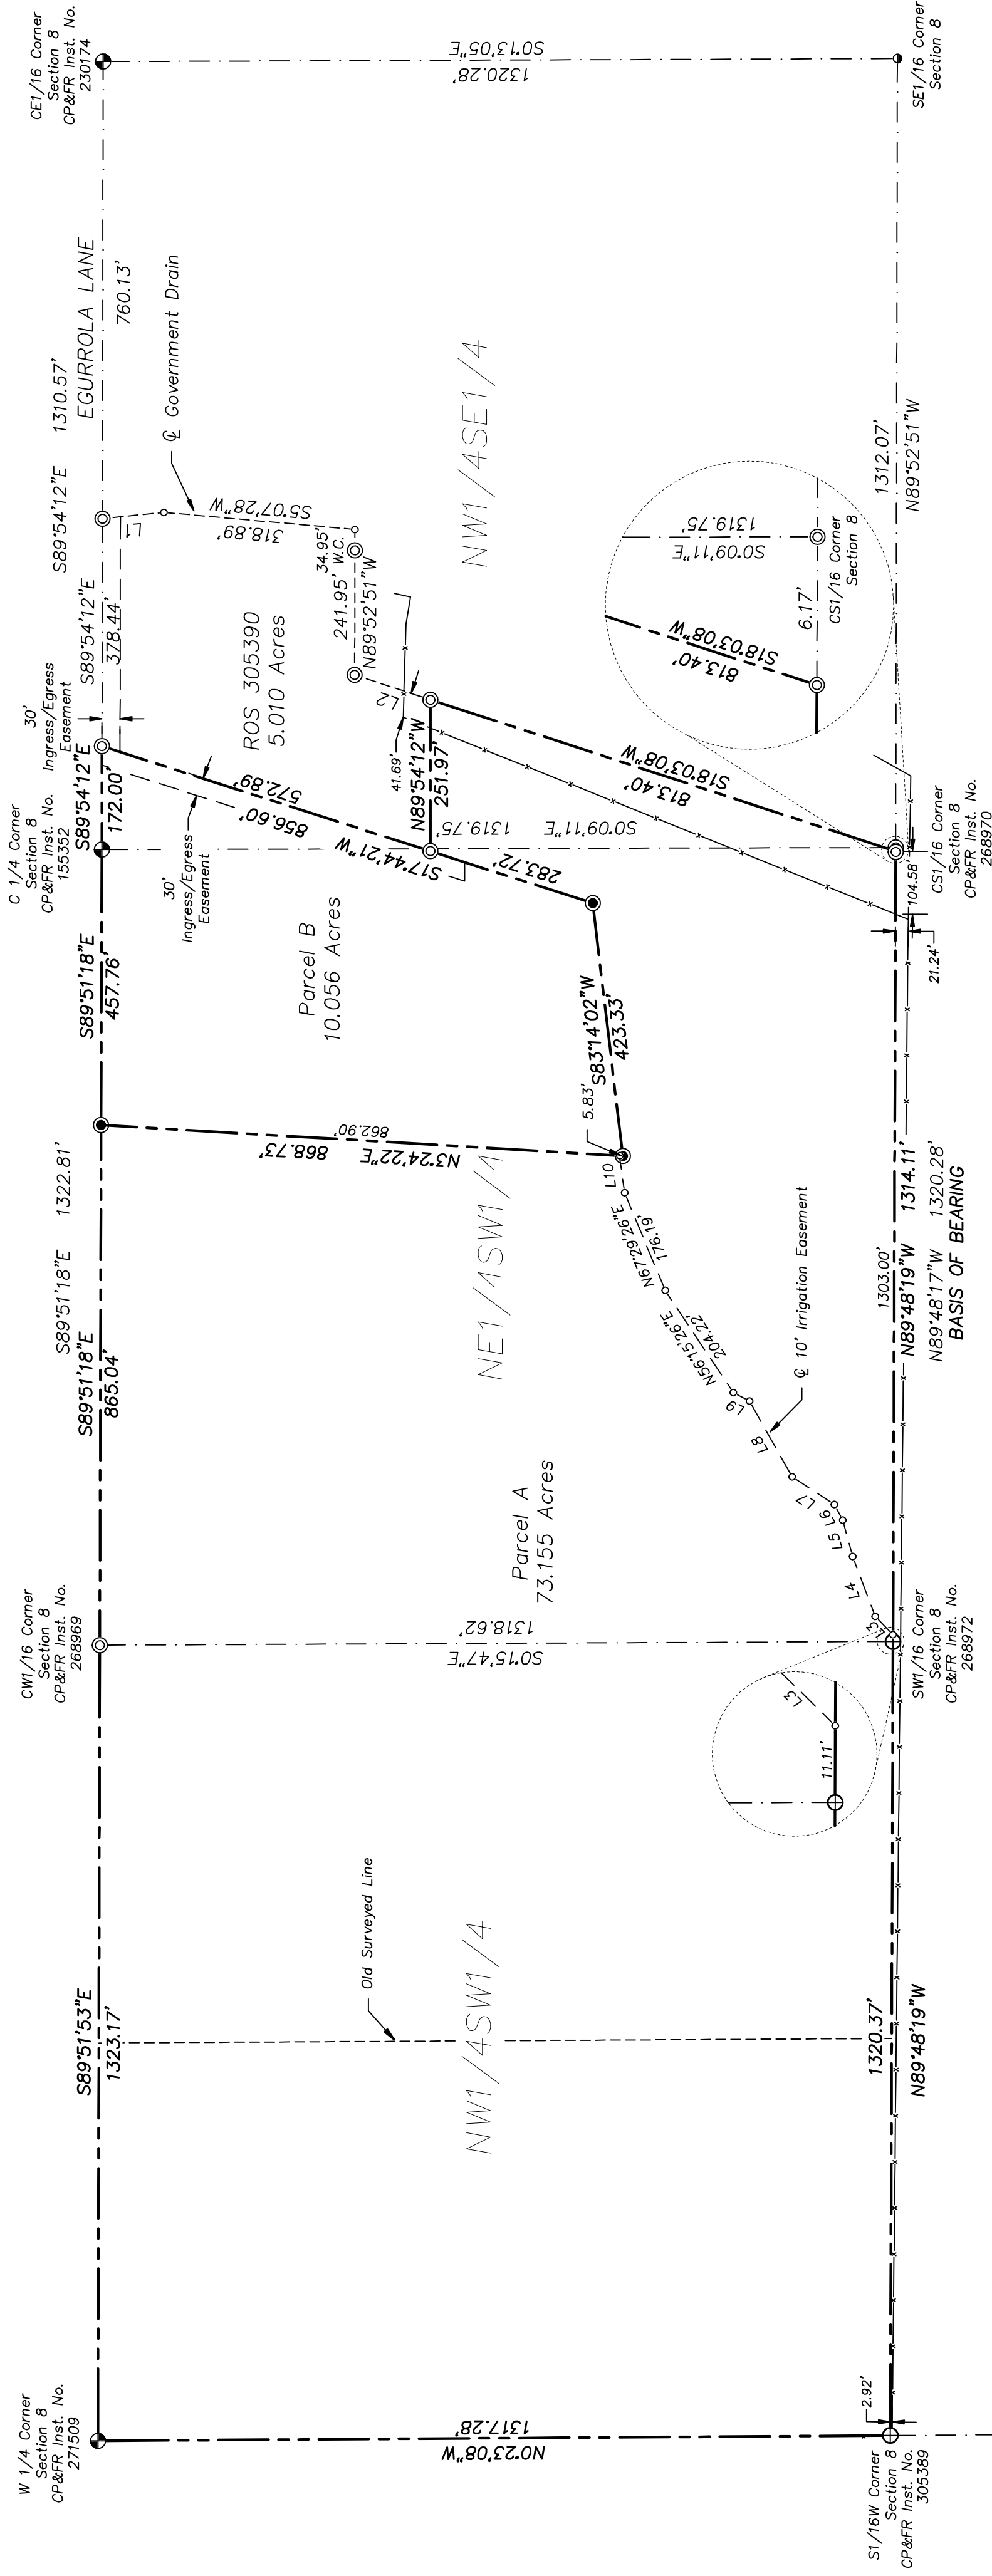 W 1/4 Corner
Section 8
CP&FR Inst. No.
271509
S89°51'53"E
1323.17'
CW1/16 Corner
Section 8
CP&FR Inst. No.
268969
S89°51'18"E
865.04'
S89°51'18"E 1322.81'
S89°51'18"E
457.76'
C 1/4 Corner
Section 8
CP&FR Inst. No.
155352
S89°54'12"E
172.00'
30'
Ingress/Egress
Easement
S89°54'12"E
378.44'
S89°54'12"E 1310.57'
EGURROLA LANE
760.13'
CE1/16 Corner
Section 8
CP&FR Inst. No.
230174
N0°23'08"W
1317.28'
Old Surveyed Line
NW1/4SW1/4
S0°15'47"E
1318.62'
Parcel A
73.155 Acres
NE1/4SW1/4
N3°24'22"E 868.73'
862.90'
Parcel B
10.056 Acres
30'
Ingress/Egress
Easement
S17°44'21"W
856.60'
572.89'
283.72'
ROS 305390
5.010 Acres
L1
℄ Government Drain
S5°07'28"W
318.89'
34.95'
241.95' W.C.
N89°52'51"W
L2
41.69'
N89°54'12"W
251.97'
S0°09'11"E 1319.75'
S18°03'08"W
813.40'
NW1/4SE1/4
S0°13'05"E
1320.28'
S83°14'02"W
423.33'
5.83'
L10
N67°29'26"E
176.19'
N56°15'26"E
204.22'
L9
L8
L7
L6
L5
L4
L3
℄ 10' Irrigation Easement
L3
11.11'
S18°03'08"W
813.40'
S0°09'11"E
1319.75'
6.17'
CS1/16 Corner
Section 8
S1/16W Corner
Section 8
CP&FR Inst. No.
305389
2.92'
1320.37'
N89°48'19"W
SW1/16 Corner
Section 8
CP&FR Inst. No.
268972
1303.00'
N89°48'19"W 1314.11'
N89°48'17"W 1320.28'
BASIS OF BEARING
21.24'
104.58'
CS1/16 Corner
Section 8
CP&FR Inst. No.
268970
1312.07'
N89°52'51"W
SE1/16 Corner
Section 8